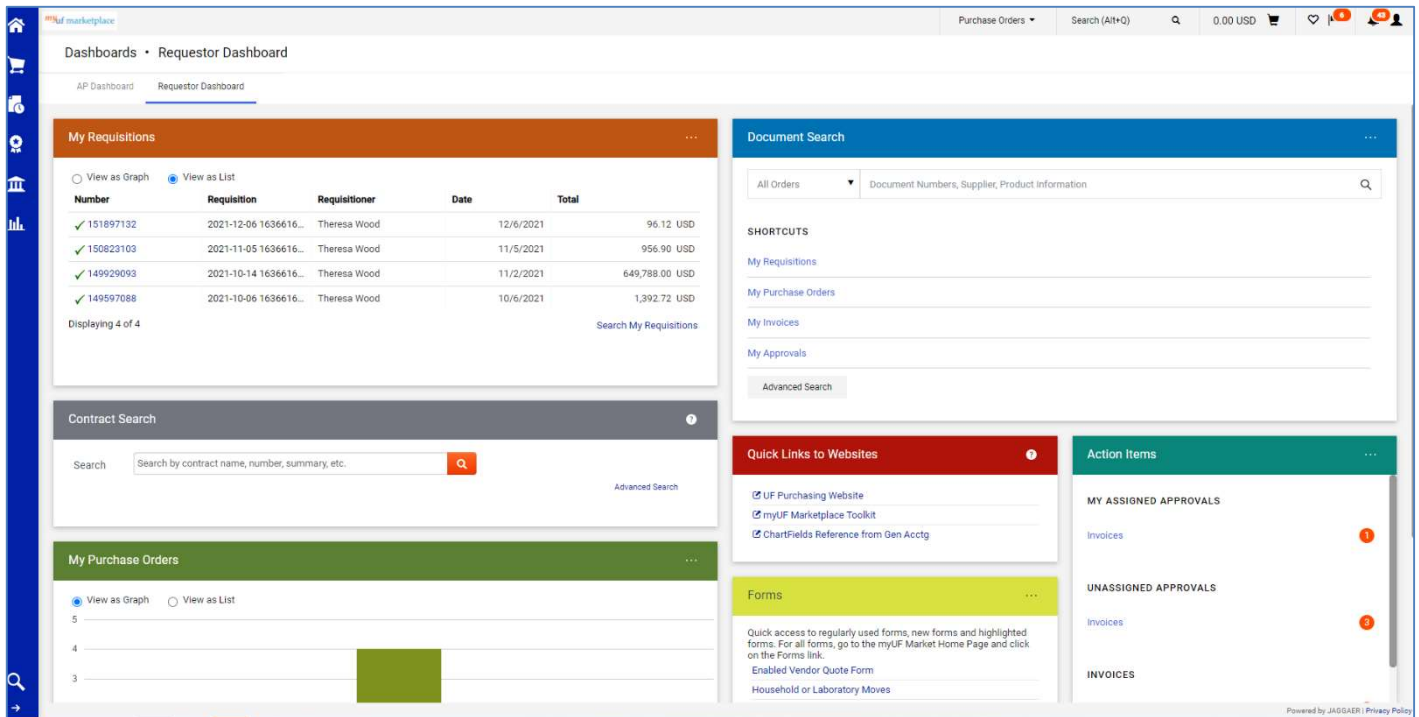 myuf marketplace
Purchase Orders
Search (Alt+Q)
0.00 USD
6
43
Dashboards • Requestor Dashboard
AP Dashboard Requestor Dashboard
My Requisitions ...
View as Graph View as List
Number Requisition Requisitioner Date Total
151897132 2021-12-06 1636616... Theresa Wood 12/6/2021 96.12 USD
150823103 2021-11-05 1636616... Theresa Wood 11/5/2021 956.90 USD
149929093 2021-10-14 1636616... Theresa Wood 11/2/2021 649,788.00 USD
149597088 2021-10-06 1636616... Theresa Wood 10/6/2021 1,392.72 USD
Displaying 4 of 4 Search My Requisitions
Document Search ...
All Orders Document Numbers, Supplier, Product Information
SHORTCUTS
My Requisitions
My Purchase Orders
My Invoices
My Approvals
Advanced Search
Contract Search ?
Search Search by contract name, number, summary, etc.
Advanced Search
My Purchase Orders ...
View as Graph View as List
5
4
3
Quick Links to Websites ?
UF Purchasing Website
myUF Marketplace Toolkit
ChartFields Reference from Gen Acctg
Forms ...
Quick access to regularly used forms, new forms and highlighted
forms. For all forms, go to the myUF Market Home Page and click
on the Forms link.
Enabled Vendor Quote Form
Household or Laboratory Moves
Action Items ...
MY ASSIGNED APPROVALS
Invoices 1
UNASSIGNED APPROVALS
Invoices 3
INVOICES
Powered by JAGGAER | Privacy Policy